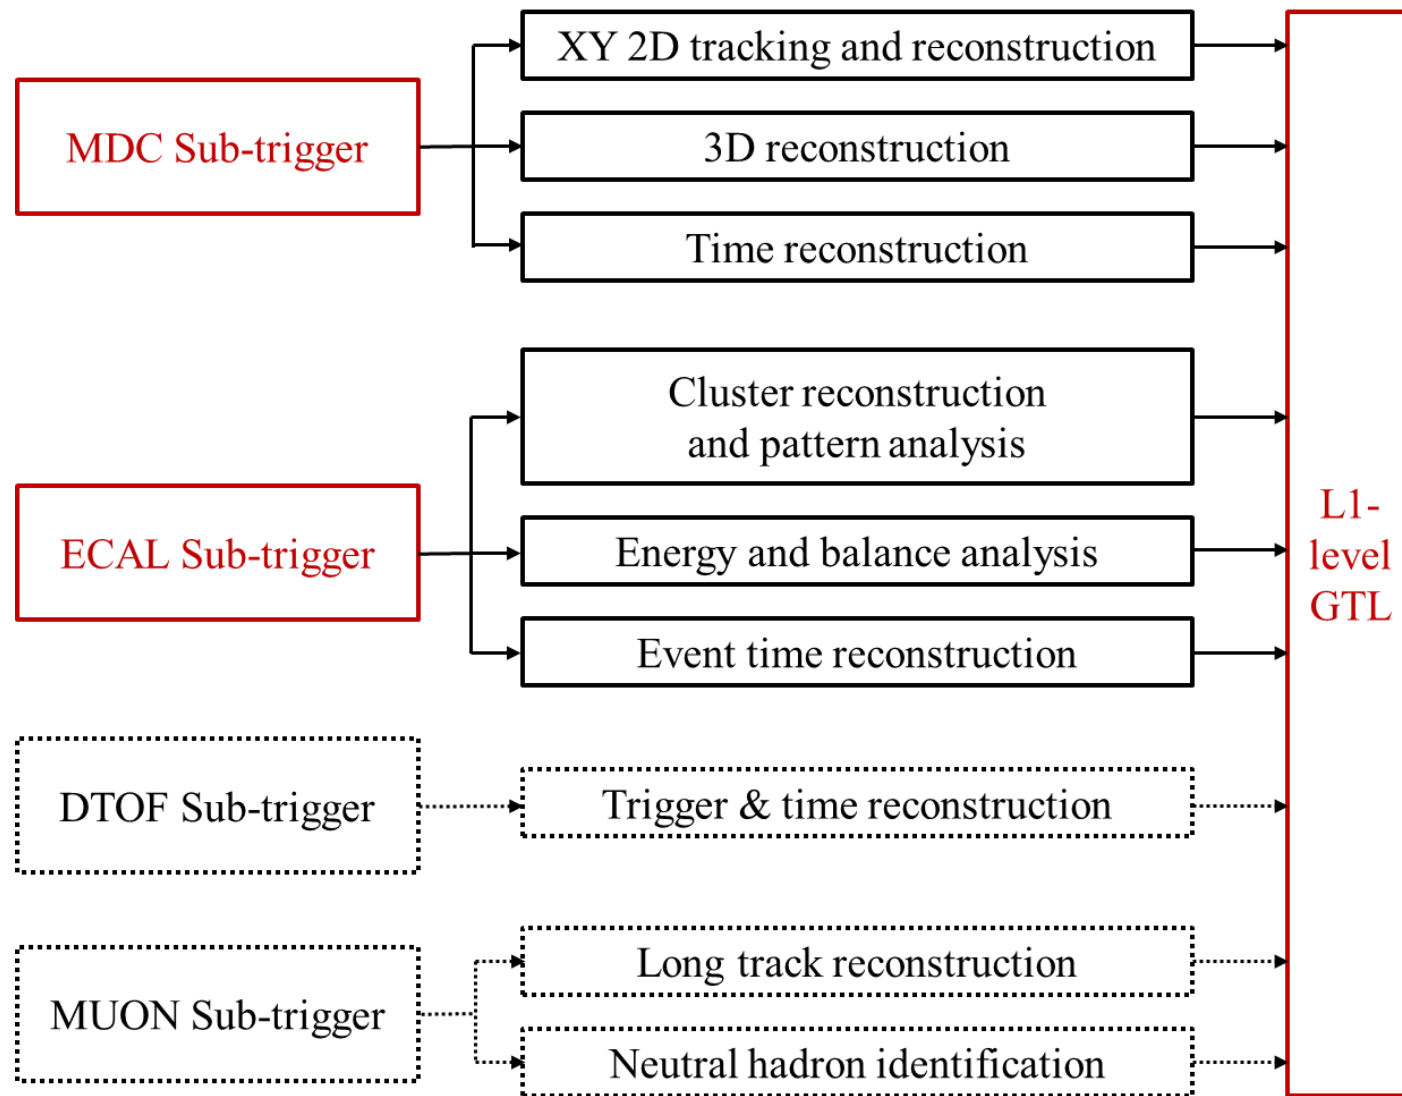 MDC Sub-trigger
XY 2D tracking and reconstruction
3D reconstruction
Time reconstruction
ECAL Sub-trigger
Cluster reconstruction
and pattern analysis
Energy and balance analysis
Event time reconstruction
DTOF Sub-trigger
Trigger & time reconstruction
MUON Sub-trigger
Long track reconstruction
Neutral hadron identification
L1-
level
GTL